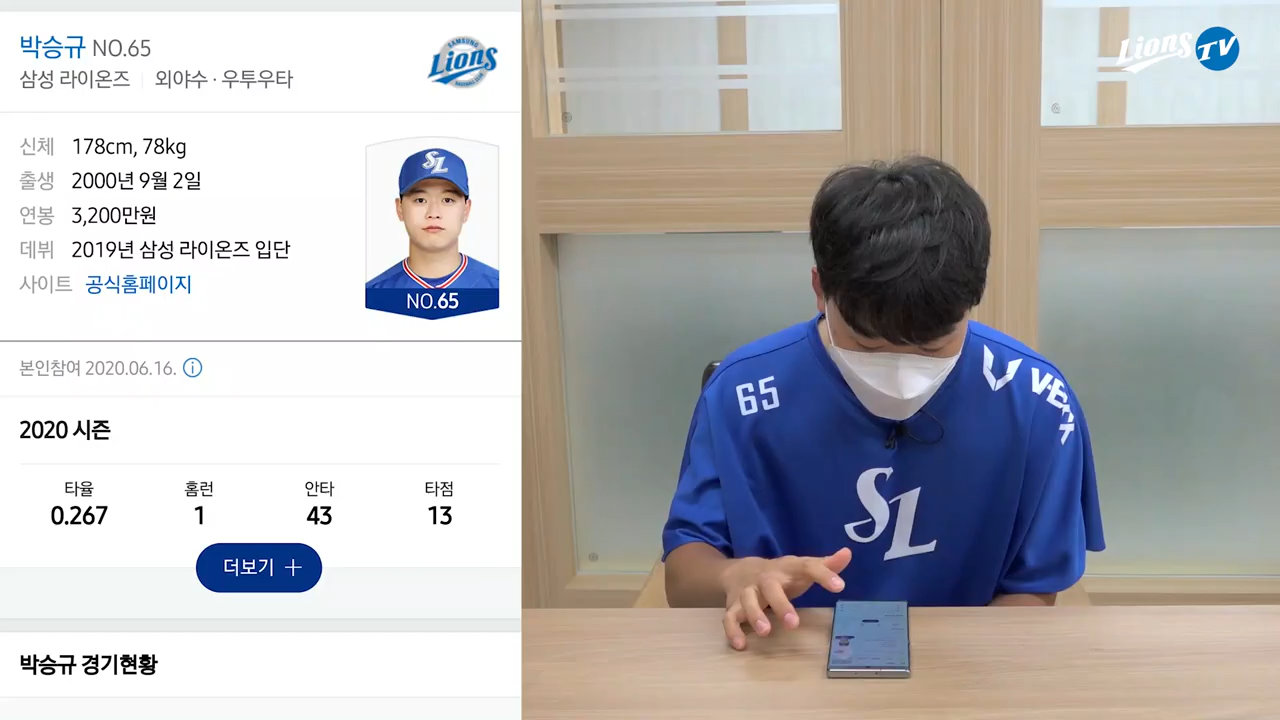 박승규 NO.65
삼성 라이온즈 외야수 · 우투우타
SAMSUNG
Lions
신체 178cm, 78kg
출생 2000년 9월 2일
연봉 3,200만원
데뷔 2019년 삼성 라이온즈 입단
사이트 공식홈페이지
SL
NO.65
본인참여 2020.06.16.
2020 시즌
타율 홈런 안타 타점
0.267 1 43 13
더보기 +
박승규 경기현황
Lions TV
65
SL